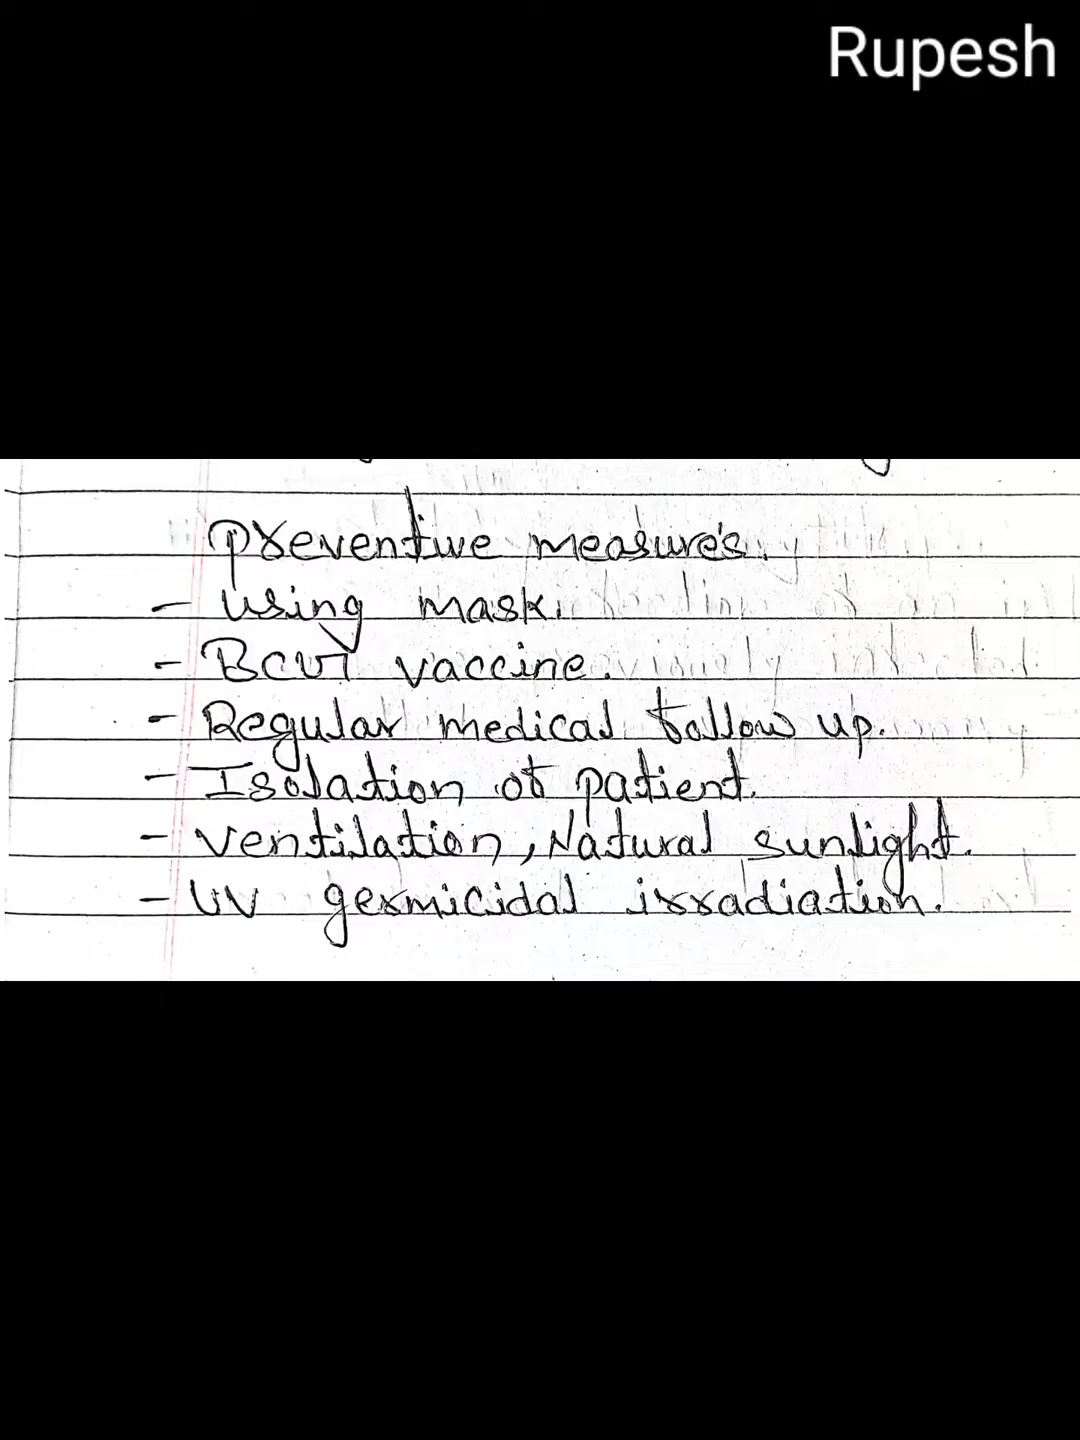 Rupesh
Preventive measure's.
- Using mask.
- BCG vaccine.
- Regular medical follow up.
- Isolation of patient.
- Ventilation, Natural sunlight.
- UV germicidal irradiation.